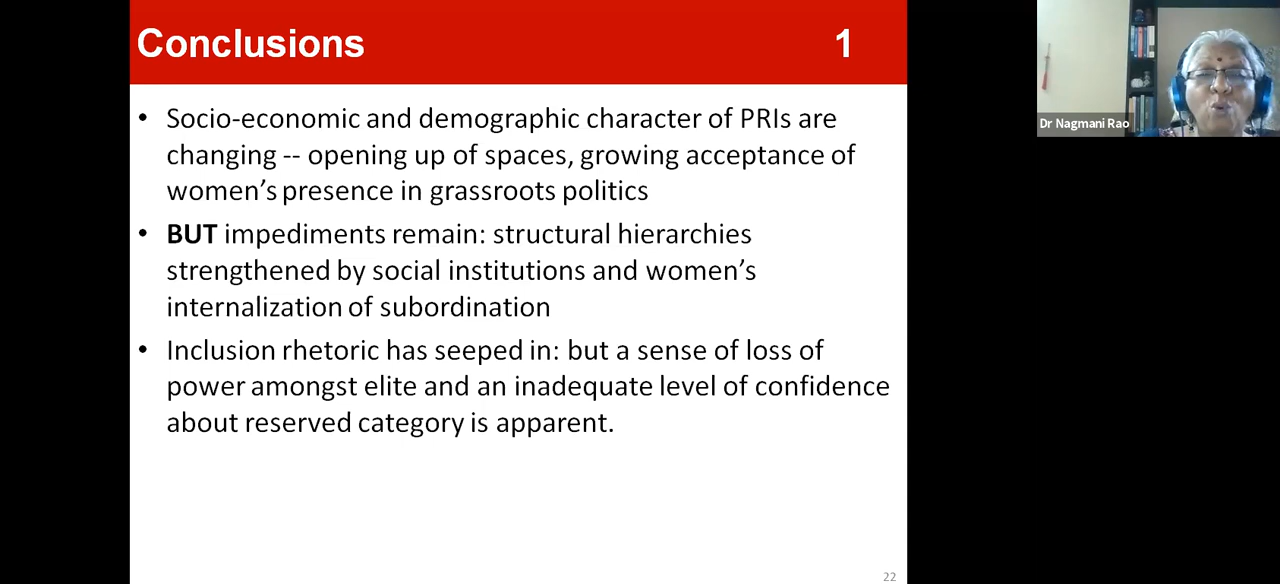 Conclusions 1
• Socio-economic and demographic character of PRIs are
changing -- opening up of spaces, growing acceptance of
women's presence in grassroots politics
• BUT impediments remain: structural hierarchies
strengthened by social institutions and women's
internalization of subordination
• Inclusion rhetoric has seeped in: but a sense of loss of
power amongst elite and an inadequate level of confidence
about reserved category is apparent.
22
Dr Nagmani Rao